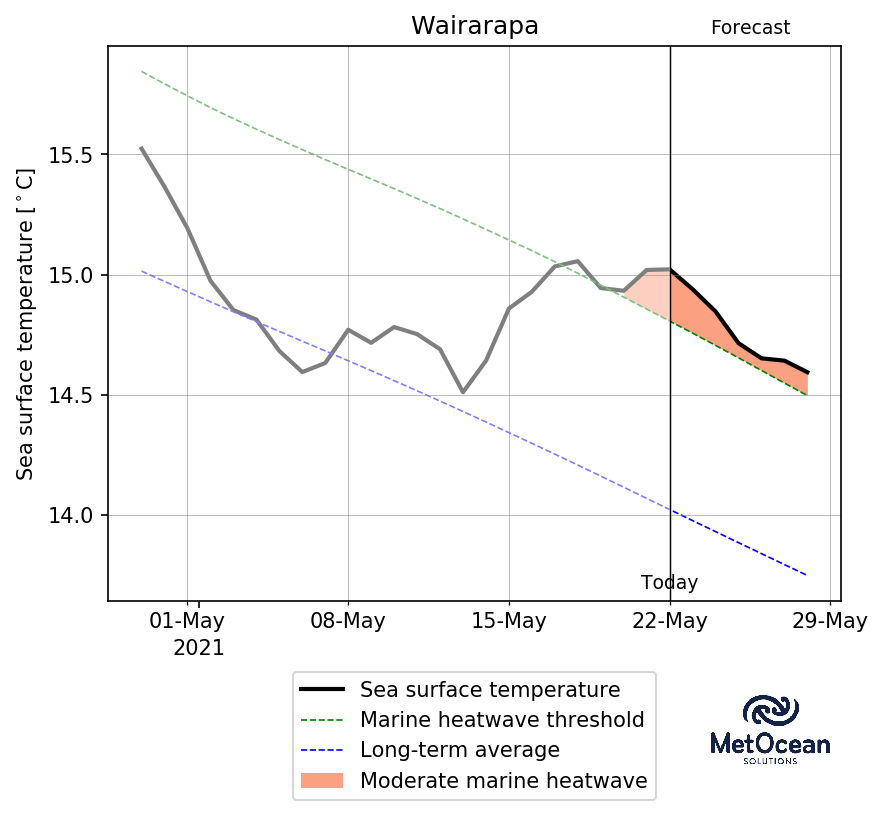 Wairarapa
Forecast
Sea surface temperature [°C]
15.5
15.0
14.5
14.0
Today
01-May
2021
08-May
15-May
22-May
29-May
Sea surface temperature
Marine heatwave threshold
Long-term average
Moderate marine heatwave
MetOcean
SOLUTIONS